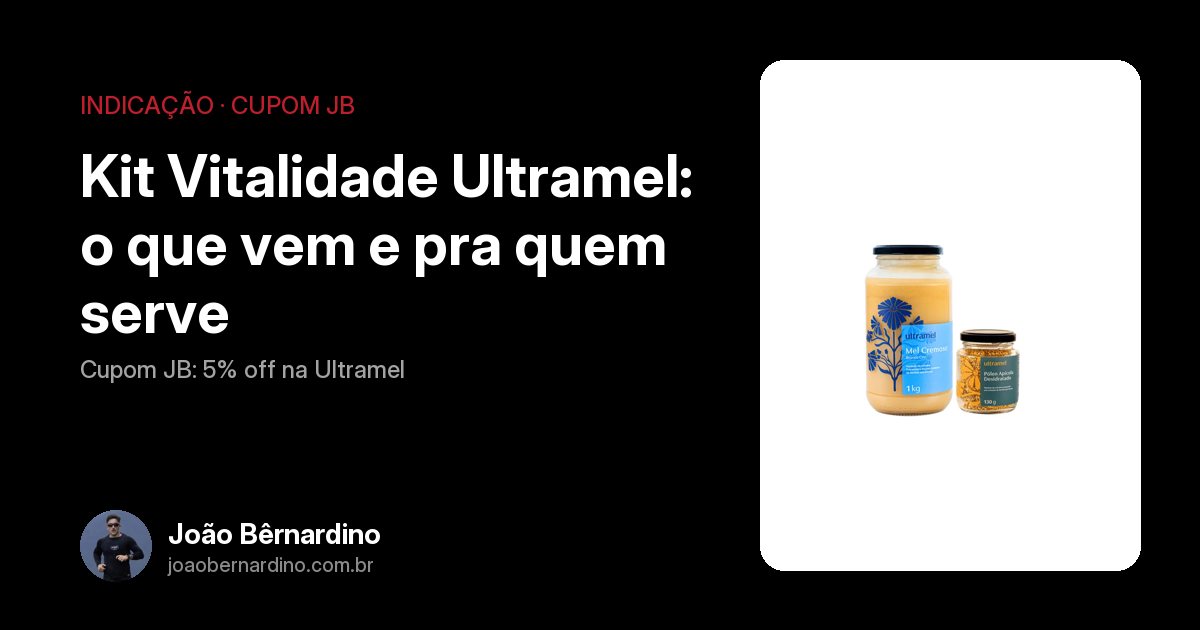 INDICAÇÃO · CUPOM JB
Kit Vitalidade Ultramel:
o que vem e pra quem
serve
Cupom JB: 5% off na Ultramel
João Bêrnardino
joaobernardino.com.br
ultramel
Mel Cremoso
1 kg
ultramel
Pólen Apícola
Desidratado
130 g